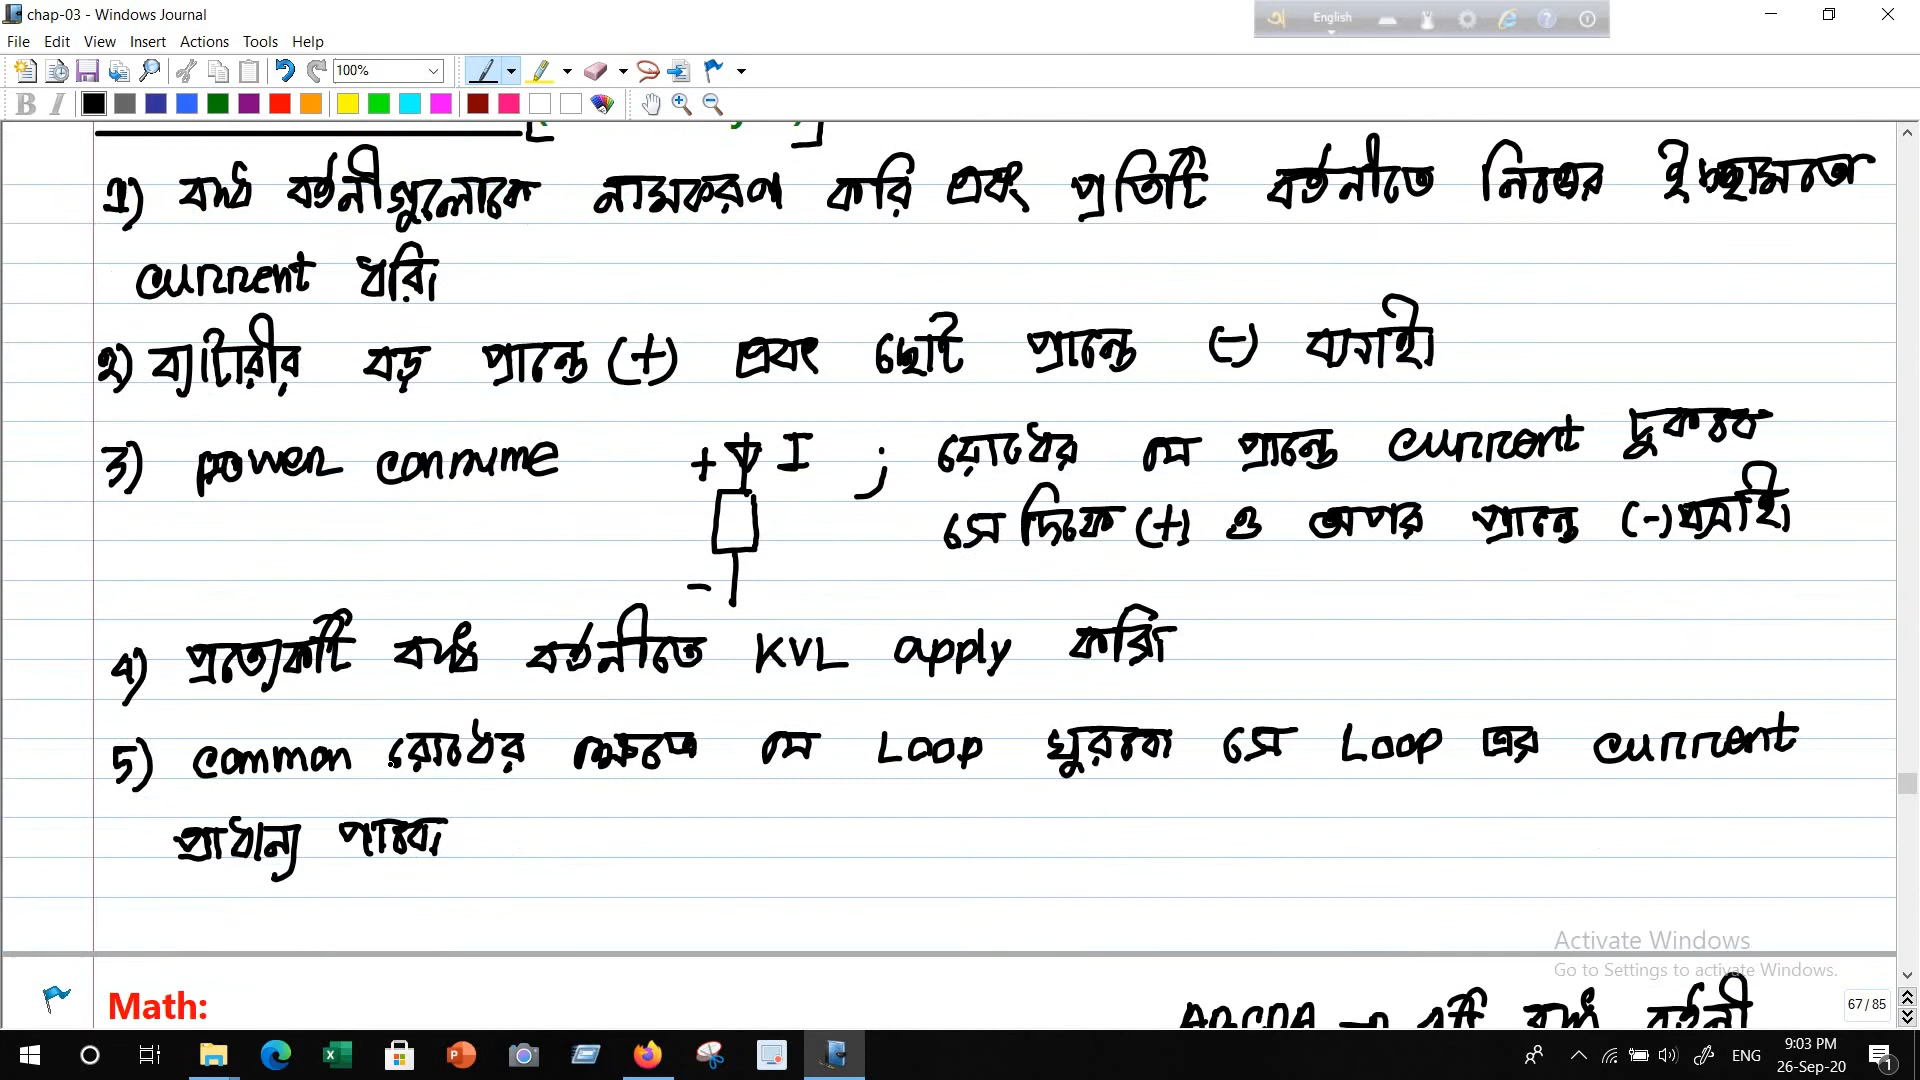 chap-03 - Windows Journal
English
File Edit View Insert Actions Tools Help
100%
1) বদ্ধ বর্তনীগুলোকে নামকরণ করি এবং প্রতিটি বর্তনীতে নিজের ইচ্ছামতো
current ধরি।
২) ব্যাটারীর বড় প্রান্তে (+) এবং ছোট প্রান্তে (-) বসাই।
3) power consume + I ; রোধের যে প্রান্তে current ঢুকবে
সে দিকে (+) ও অপর প্রান্তে (-) বসাই।
-
4) প্রত্যেকটি বদ্ধ বর্তনীতে KVL apply করি।
5) common রোধের ক্ষেত্রে যে Loop ঘুরবো সে Loop এর current
প্রাধান্য পাবে।
Activate Windows
Go to Settings to activate Windows.
Math:
67 / 85
ENG
9:03 PM
26-Sep-20
1